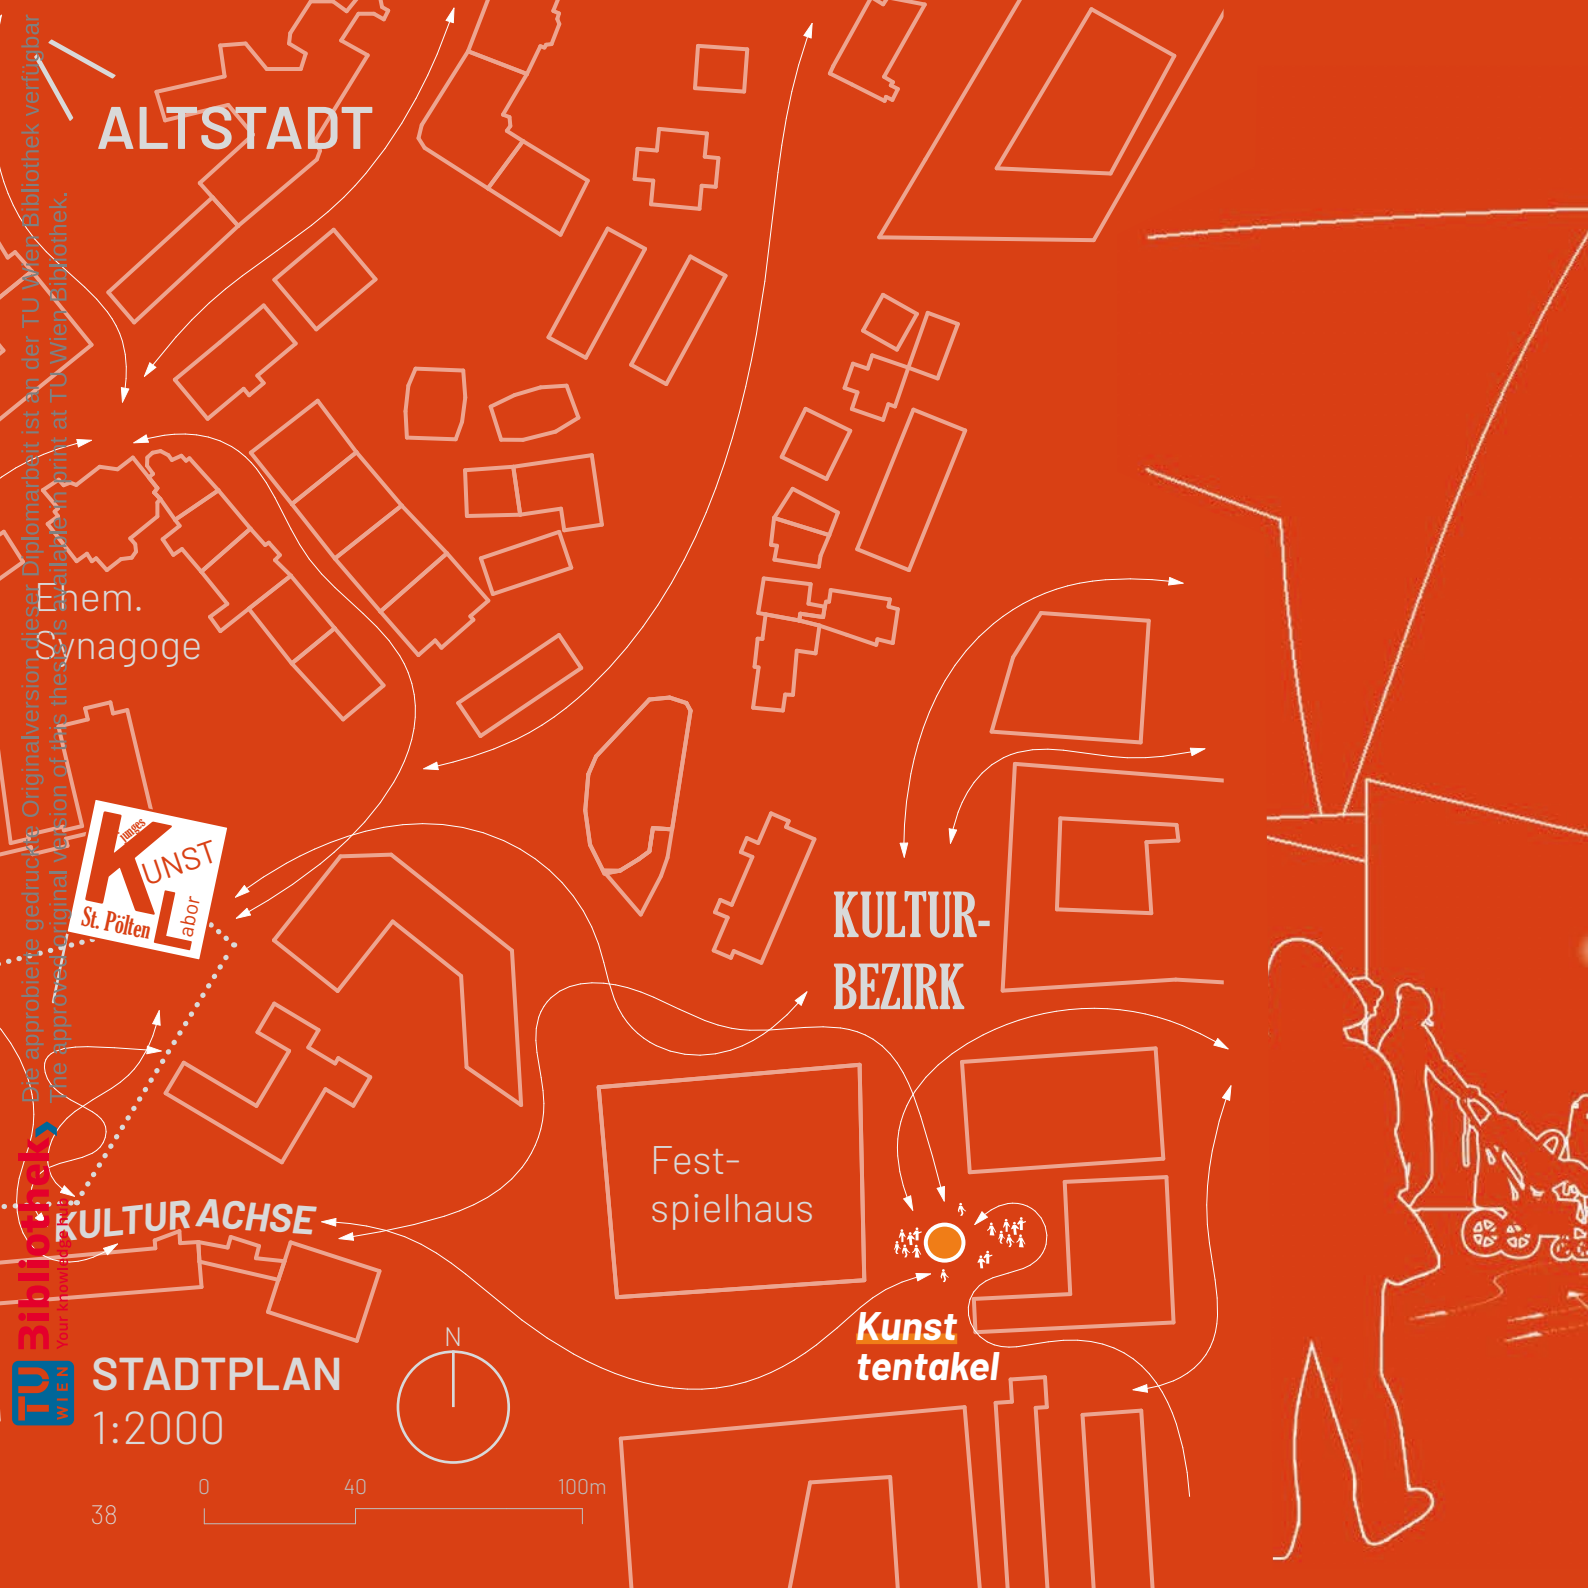 Die approbierte gedruckte Originalversion dieser Diplomarbeit ist an der TU Wien Bibliothek verfügbar
The approved original version of this thesis is available in print at TU Wien Bibliothek.
ALTSTADT
Ehem.
Synagoge
junges
KUNST
Labor
St. Pölten
KULTUR-
BEZIRK
Fest-
spielhaus
KULTUR ACHSE
Kunst
tentakel
Bibliothek
Your knowledge hub
TU
WIEN
STADTPLAN
1:2000
N
0 40 100m
38